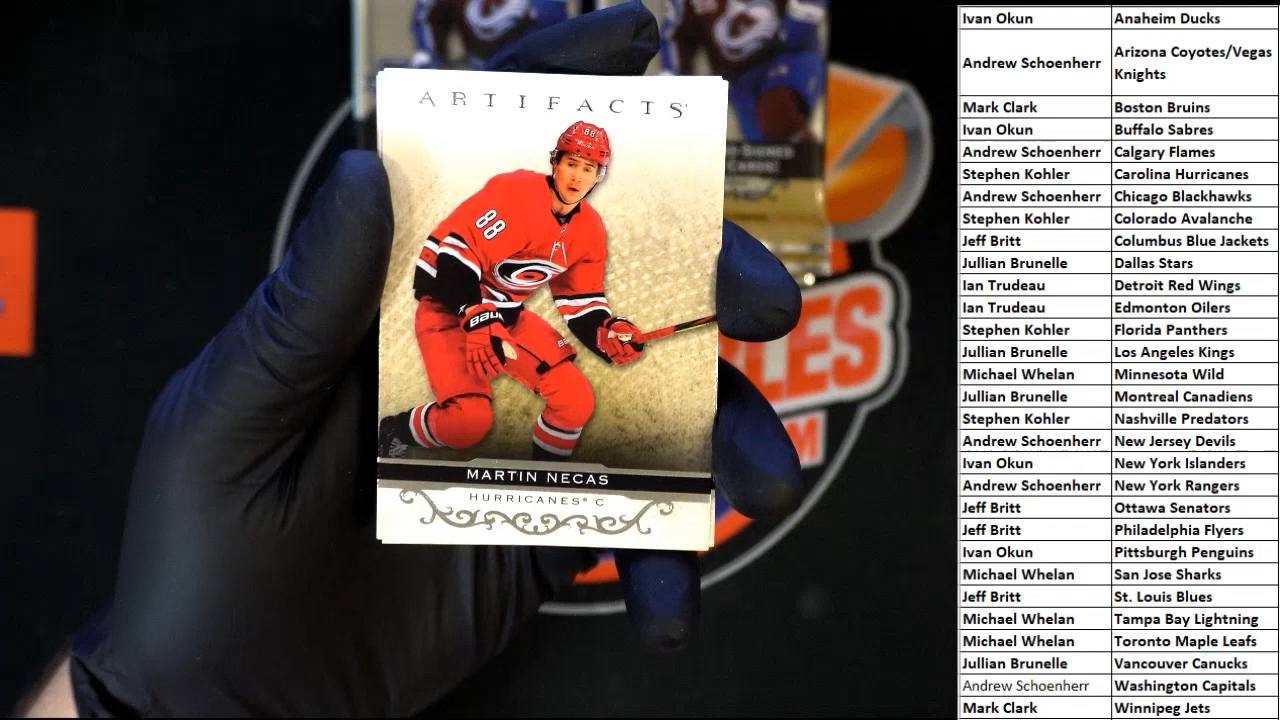 ARTIFACTS
88
88
BAUER
MARTIN NECAS
HURRICANES® C
SIGNED
CARDS!
LES
M
Ivan Okun Anaheim Ducks
Andrew Schoenherr Arizona Coyotes/Vegas
Knights
Mark Clark Boston Bruins
Ivan Okun Buffalo Sabres
Andrew Schoenherr Calgary Flames
Stephen Kohler Carolina Hurricanes
Andrew Schoenherr Chicago Blackhawks
Stephen Kohler Colorado Avalanche
Jeff Britt Columbus Blue Jackets
Jullian Brunelle Dallas Stars
Ian Trudeau Detroit Red Wings
Ian Trudeau Edmonton Oilers
Stephen Kohler Florida Panthers
Jullian Brunelle Los Angeles Kings
Michael Whelan Minnesota Wild
Jullian Brunelle Montreal Canadiens
Stephen Kohler Nashville Predators
Andrew Schoenherr New Jersey Devils
Ivan Okun New York Islanders
Andrew Schoenherr New York Rangers
Jeff Britt Ottawa Senators
Jeff Britt Philadelphia Flyers
Ivan Okun Pittsburgh Penguins
Michael Whelan San Jose Sharks
Jeff Britt St. Louis Blues
Michael Whelan Tampa Bay Lightning
Michael Whelan Toronto Maple Leafs
Jullian Brunelle Vancouver Canucks
Andrew Schoenherr Washington Capitals
Mark Clark Winnipeg Jets